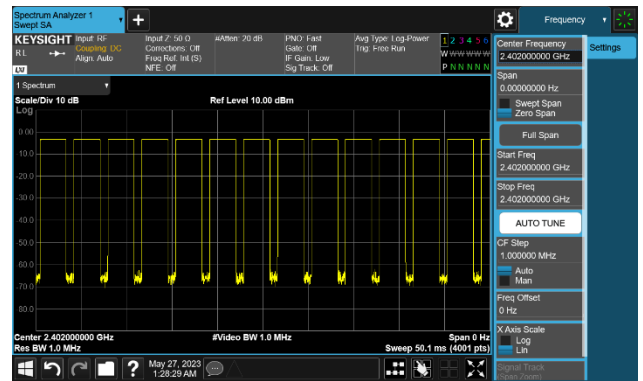 Spectrum Analyzer 1
Swept SA
+
Frequency
KEYSIGHT
Input: RF
Coupling: DC
Align: Auto
RL
LXI
Input Z: 50 Ω
Corrections: Off
Freq Ref: Int (S)
NFE: Off
#Atten: 20 dB
PNO: Fast
Gate: Off
IF Gain: Low
Sig Track: Off
Avg Type: Log-Power
Trig: Free Run
1 2 3 4 5 6
W W W W W W
P N N N N N
1 Spectrum
Scale/Div 10 dB
Ref Level 10.00 dBm
Log
0.00
-10.0
-20.0
-30.0
-40.0
-50.0
-60.0
-70.0
-80.0
Center 2.402000000 GHz
#Video BW 1.0 MHz
Span 0 Hz
Res BW 1.0 MHz
Sweep 50.1 ms (4001 pts)
?
May 27, 2023
1:28:29 AM
Center Frequency
2.402000000 GHz
Settings
Span
0.00000000 Hz
Swept Span
Zero Span
Full Span
Start Freq
2.402000000 GHz
Stop Freq
2.402000000 GHz
AUTO TUNE
CF Step
1.000000 MHz
Auto
Man
Freq Offset
0 Hz
X Axis Scale
Log
Lin
Signal Track
(Span Zoom)